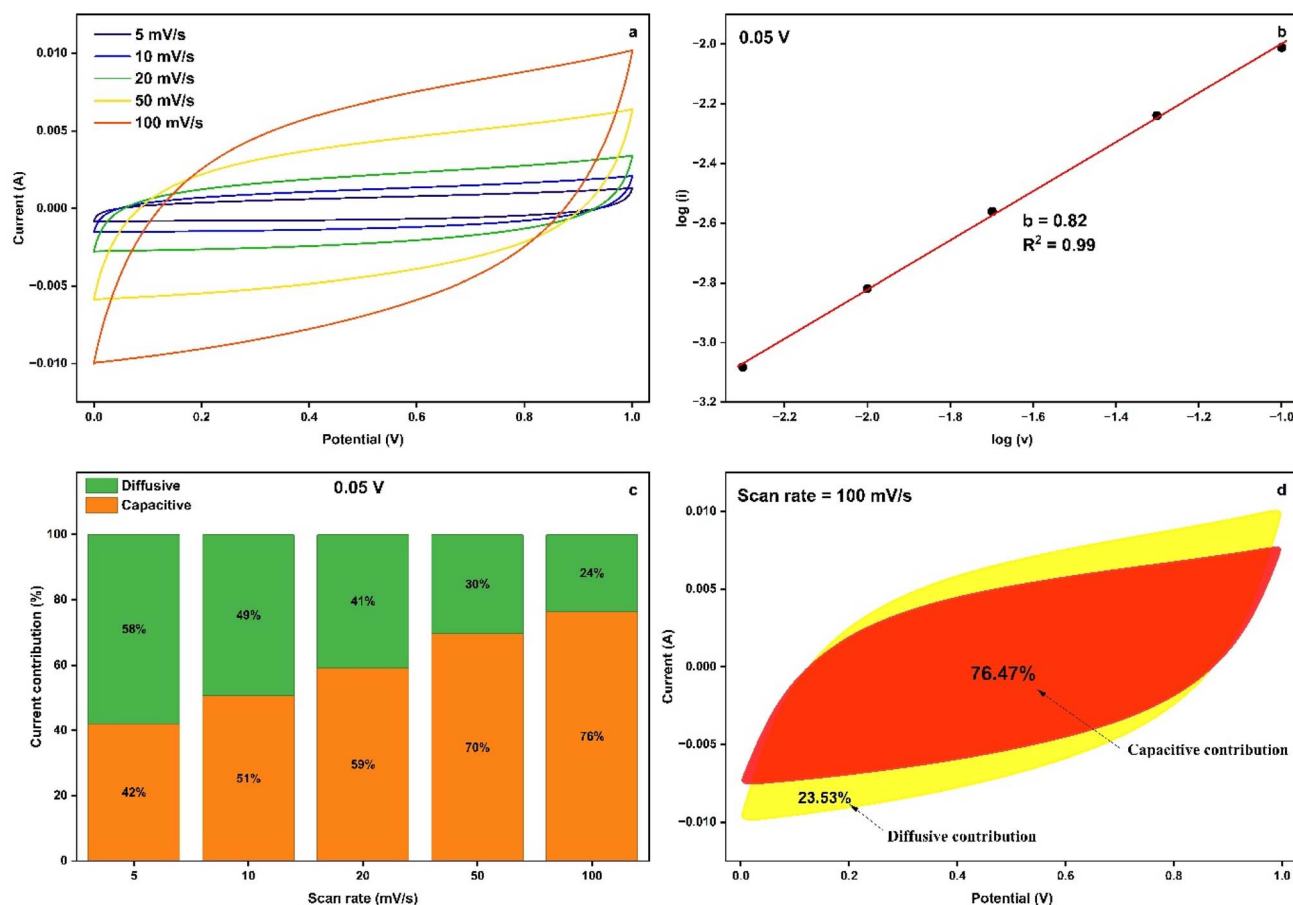 a
5 mV/s
10 mV/s
20 mV/s
50 mV/s
100 mV/s
0.010
0.005
0.000
−0.005
−0.010
Current (A)
0.0 0.2 0.4 0.6 0.8 1.0
Potential (V)
0.05 V b
−2.0
−2.2
−2.4
−2.6
−2.8
−3.0
−3.2
log (i)
b = 0.82
R² = 0.99
−2.2 −2.0 −1.8 −1.6 −1.4 −1.2 −1.0
log (v)
Diffusive
Capacitive
0.05 V c
100
80
60
40
20
0
Current contribution (%)
58% 49% 41% 30% 24%
42% 51% 59% 70% 76%
5 10 20 50 100
Scan rate (mV/s)
Scan rate = 100 mV/s d
0.010
0.005
0.000
−0.005
−0.010
Current (A)
76.47%
Capacitive contribution
23.53%
Diffusive contribution
0.0 0.2 0.4 0.6 0.8 1.0
Potential (V)